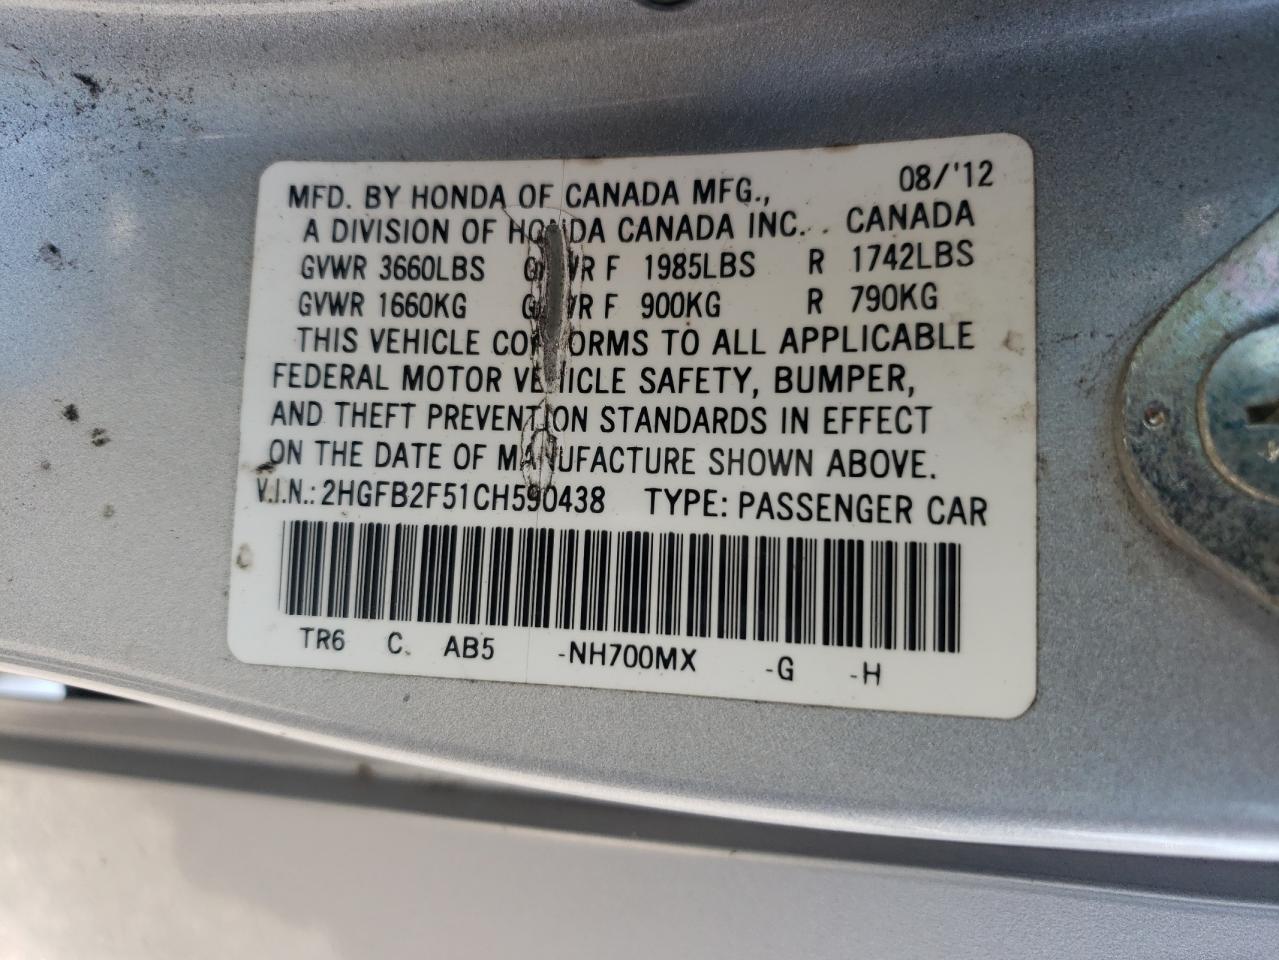 MFD. BY HONDA OF CANADA MFG., 08/'12
A DIVISION OF HONDA CANADA INC. . CANADA
GVWR 3660LBS GAWR F 1985LBS R 1742LBS
GVWR 1660KG GAWR F 900KG R 790KG
THIS VEHICLE CONFORMS TO ALL APPLICABLE
FEDERAL MOTOR VEHICLE SAFETY, BUMPER,
AND THEFT PREVENTION STANDARDS IN EFFECT
ON THE DATE OF MANUFACTURE SHOWN ABOVE.
V.I.N.: 2HGFB2F51CH590438 TYPE: PASSENGER CAR
TR6 C. AB5 -NH700MX -G -H